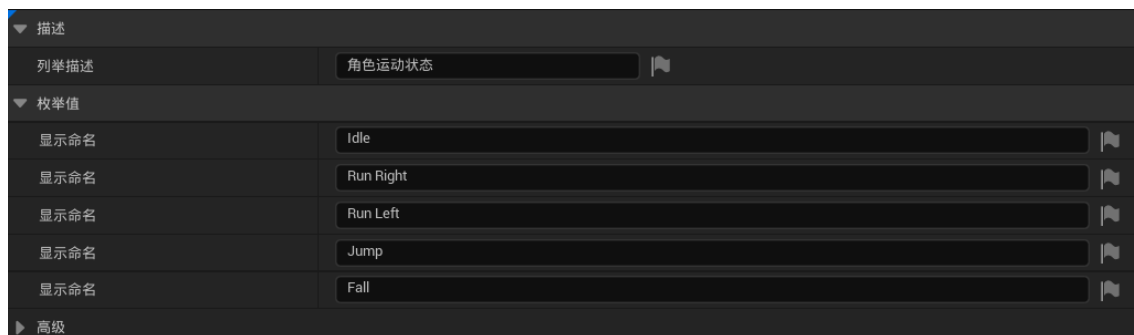 描述
列举描述 角色运动状态
枚举值
显示命名 Idle
显示命名 Run Right
显示命名 Run Left
显示命名 Jump
显示命名 Fall
高级